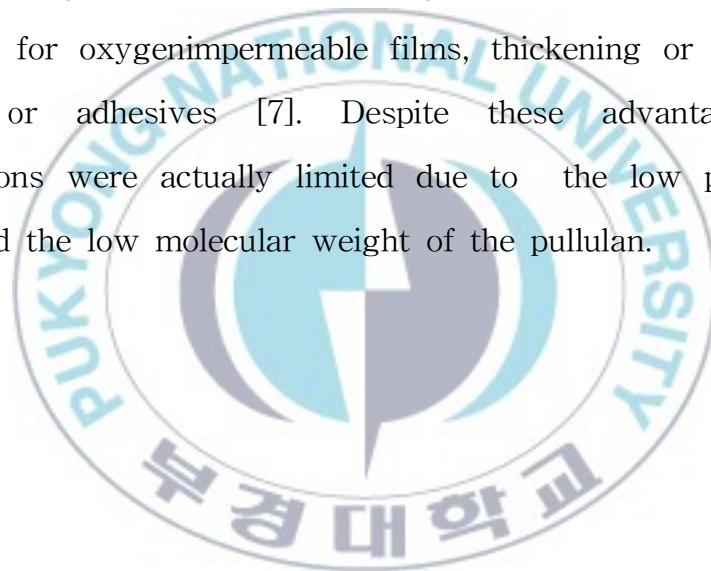 for oxygenimpermeable films, thickening or
or adhesives [7]. Despite these advanta
ons were actually limited due to the low p
d the low molecular weight of the pullulan.
PUKYONG NATIONAL UNIVERSITY
부경대학교